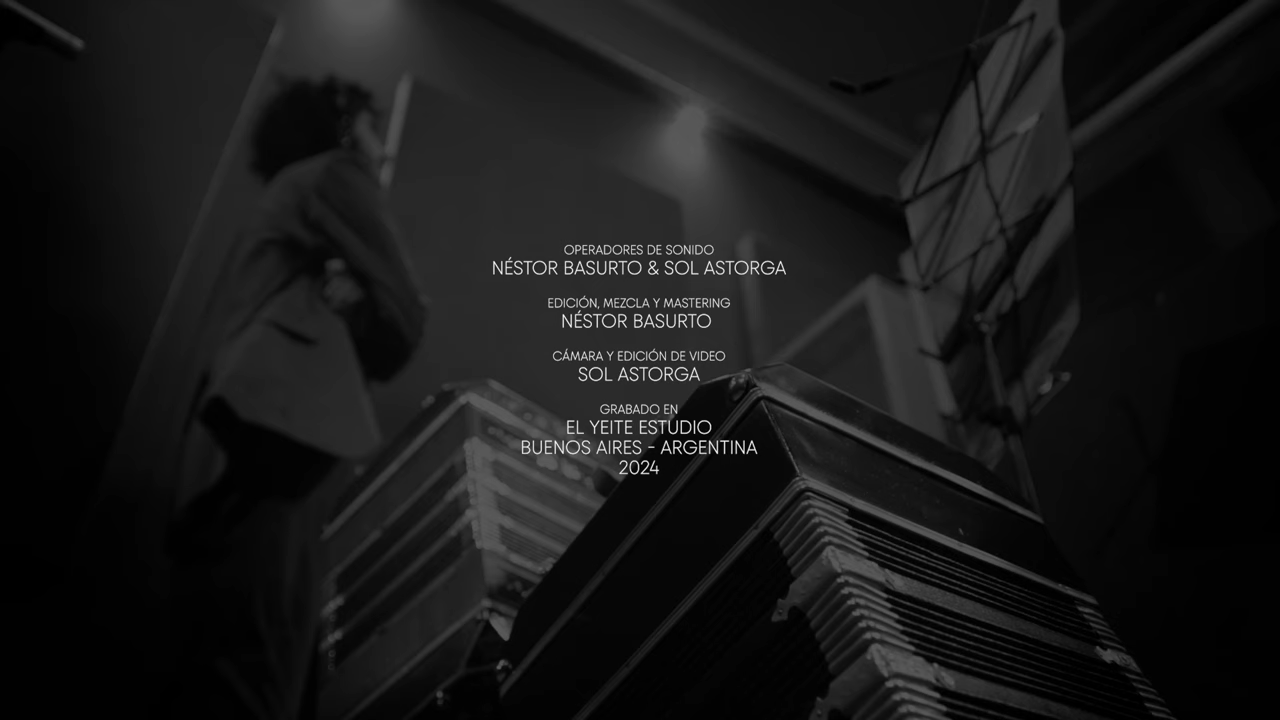 OPERADORES DE SONIDO
NÉSTOR BASURTO & SOL ASTORGA
EDICIÓN, MEZCLA Y MASTERING
NÉSTOR BASURTO
CÁMARA Y EDICIÓN DE VIDEO
SOL ASTORGA
GRABADO EN
EL YEITE ESTUDIO
BUENOS AIRES - ARGENTINA
2024